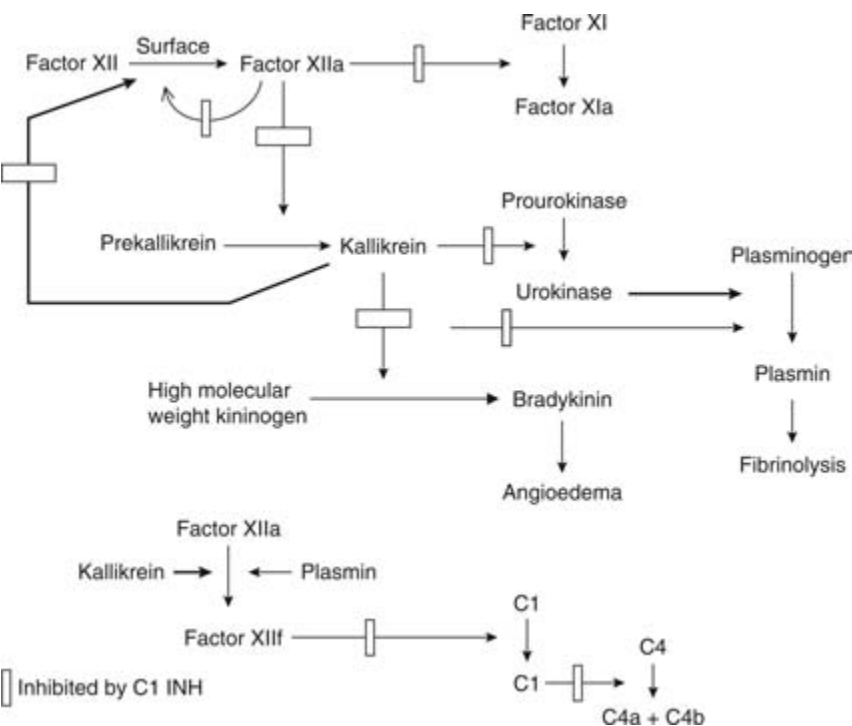 Factor XI
Surface
Factor XII
Factor XIIa
Factor XIa
Prourokinase
Prekallikrein
Kallikrein
Plasminogen
Urokinase
Plasmin
High molecular
weight kininogen
Bradykinin
Fibrinolysis
Angioedema
Factor XIIa
Kallikrein
Plasmin
C1
Factor XIIf
C4
C1
Inhibited by C1 INH
C4a + C4b